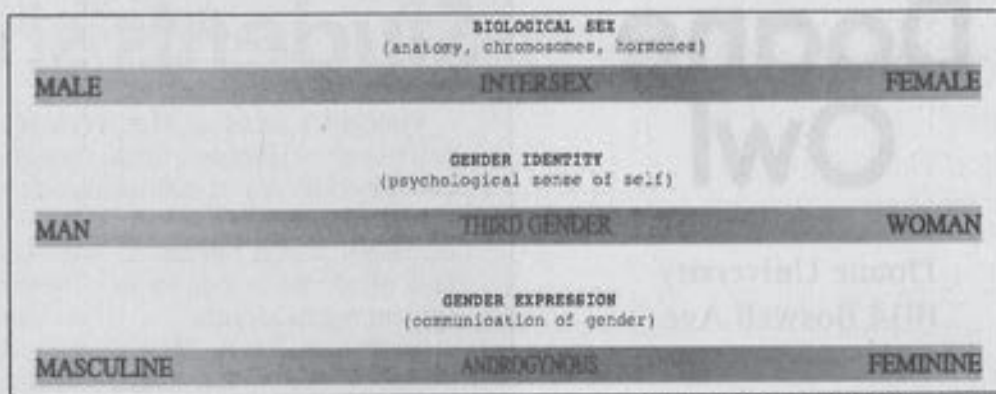 BIOLOGICAL SEX
(anatomy, chromosomes, hormones)
MALE INTERSEX FEMALE
GENDER IDENTITY
(psychological sense of self)
MAN THIRD GENDER WOMAN
GENDER EXPRESSION
(communication of gender)
MASCULINE ANDROGYNOUS FEMININE
Owl